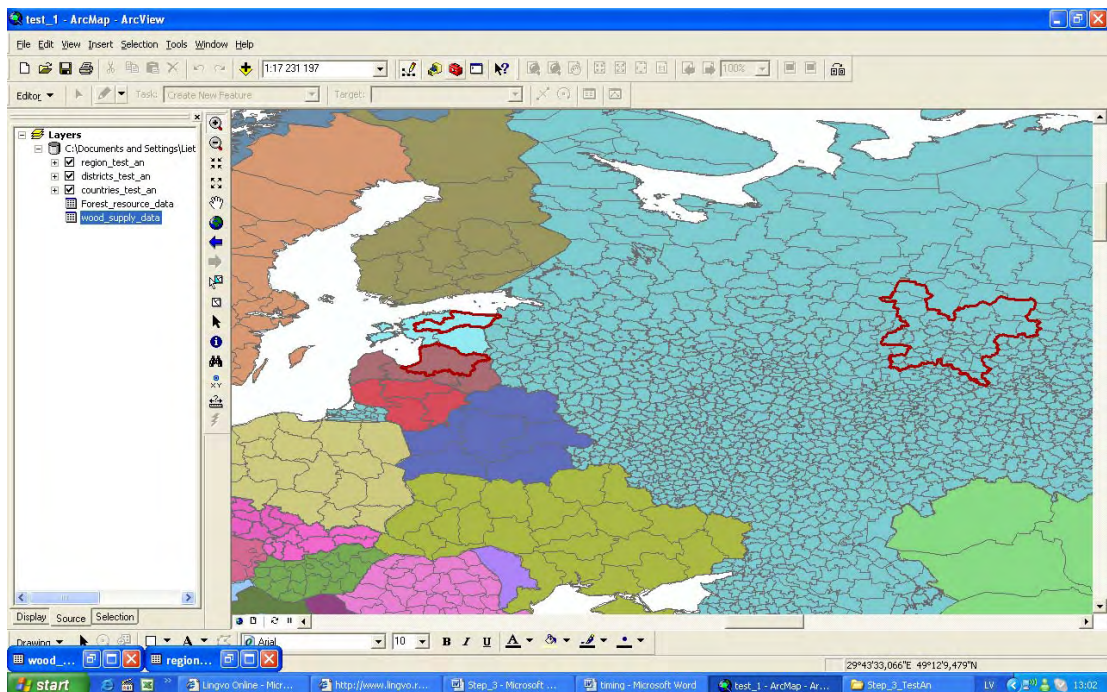 test_1 - ArcMap - ArcView
File Edit View Insert Selection Tools Window Help
1:17 231 197
100%
Editor Task: Create New Feature Target:
Layers
C:\Documents and Settings\Liet
region_test_an
districts_test_an
countries_test_an
Forest_resource_data
wood_supply_data
Display Source Selection
Drawing A Arial 10 B I U A
wood_... region...
29°43'33,066"E 49°12'9,479"N
start Lingvo Online - Micr... http://www.lingvo.r... Step_3 - Microsoft ... timing - Microsoft Word test_1 - ArcMap - Ar... Step_3_TestAn LV 13:02